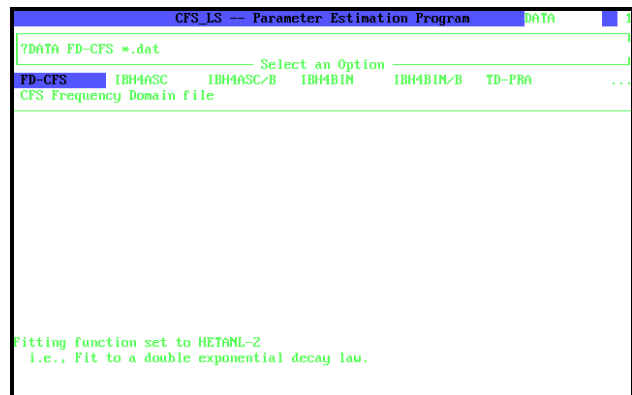 CFS_LS -- Parameter Estimation Program DATA 1
?DATA FD-CFS *.dat
Select an Option
FD-CFS IBH4ASC IBH4ASC/B IBH4BIN IBH4BIN/B TD-PRA ...
CFS Frequency Domain file
Fitting function set to HETANL-2
i.e., Fit to a double exponential decay law.